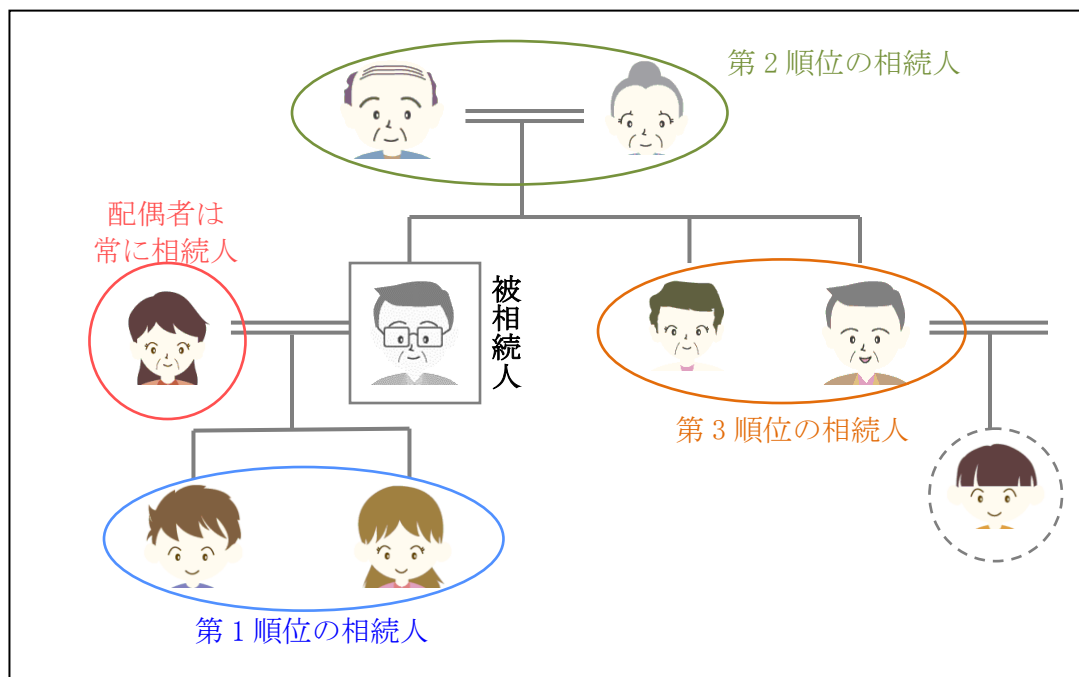 第２順位の相続人
配偶者は
常に相続人
被相続人
第３順位の相続人
第１順位の相続人